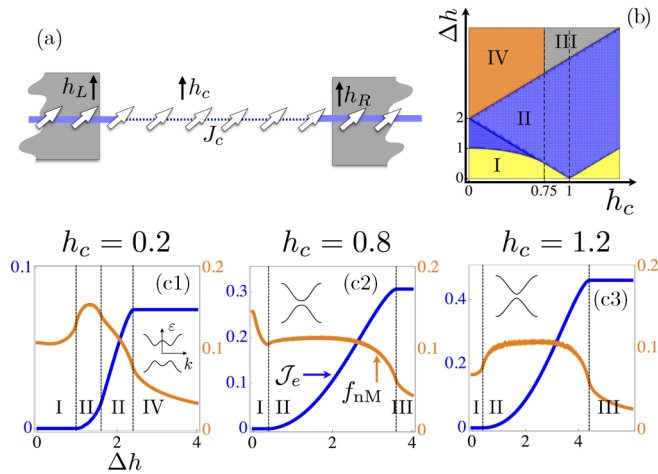 (a)
h_L
h_c
h_R
J_c
Δh
(b)
IV
III
II
I
2
1
0
0
0.75
1
h_c
h_c = 0.2
h_c = 0.8
h_c = 1.2
0.1
0
0.2
0.1
0
(c1)
ε
k
I
II
II
IV
0
2
4
Δh
0.3
0.2
0.1
0
0.2
0.1
0
(c2)
𝒥_e
f_nM
I
II
III
0
2
4
0.4
0.2
0
0.2
0.1
0
(c3)
I
II
III
0
2
4